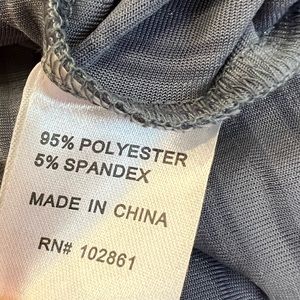 95% POLYESTER
5% SPANDEX
MADE IN CHINA
RN# 102861